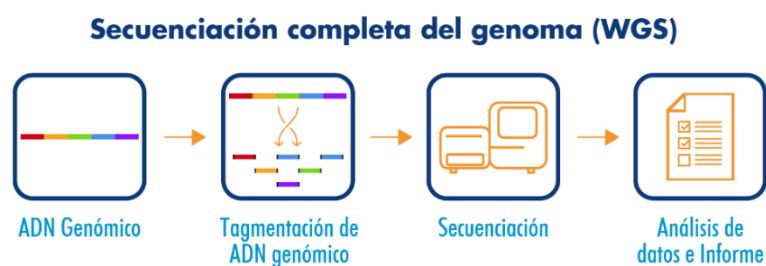 Secuenciación completa del genoma (WGS)
ADN Genómico
Tagmentación de
ADN genómico
Secuenciación
Análisis de
datos e Informe